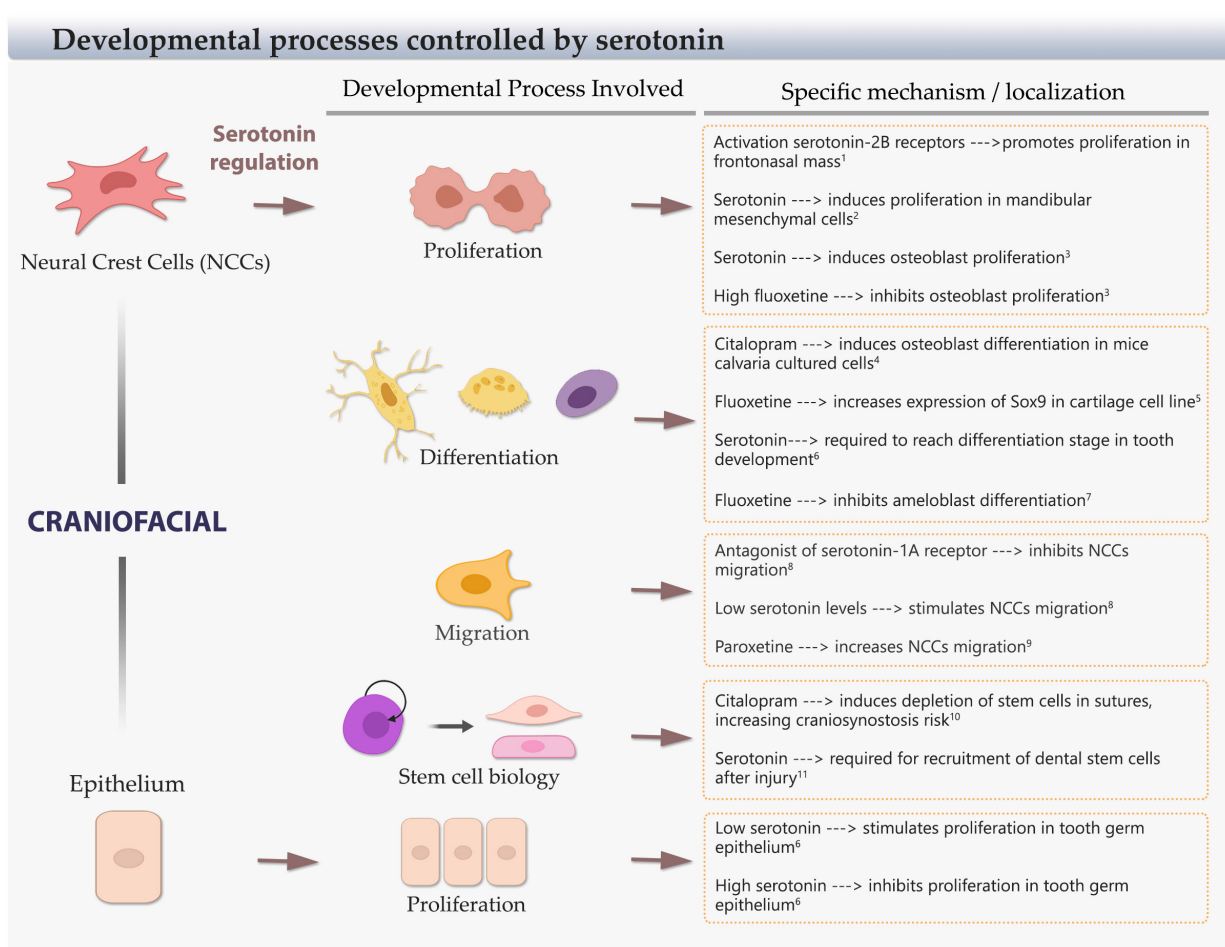 Developmental processes controlled by serotonin
Developmental Process Involved
Specific mechanism / localization
Serotonin
regulation
Neural Crest Cells (NCCs)
Proliferation
Activation serotonin-2B receptors --->promotes proliferation in
frontonasal mass¹
Serotonin ---> induces proliferation in mandibular
mesenchymal cells²
Serotonin ---> induces osteoblast proliferation³
High fluoxetine ---> inhibits osteoblast proliferation³
Differentiation
Citalopram ---> induces osteoblast differentiation in mice
calvaria cultured cells⁴
Fluoxetine ---> increases expression of Sox9 in cartilage cell line⁵
Serotonin---> required to reach differentiation stage in tooth
development⁶
Fluoxetine ---> inhibits ameloblast differentiation⁷
CRANIOFACIAL
Migration
Antagonist of serotonin-1A receptor ---> inhibits NCCs
migration⁸
Low serotonin levels ---> stimulates NCCs migration⁸
Paroxetine ---> increases NCCs migration⁹
Stem cell biology
Citalopram ---> induces depletion of stem cells in sutures,
increasing craniosynostosis risk¹⁰
Serotonin ---> required for recruitment of dental stem cells
after injury¹¹
Epithelium
Proliferation
Low serotonin ---> stimulates proliferation in tooth germ
epithelium⁶
High serotonin ---> inhibits proliferation in tooth germ
epithelium⁶